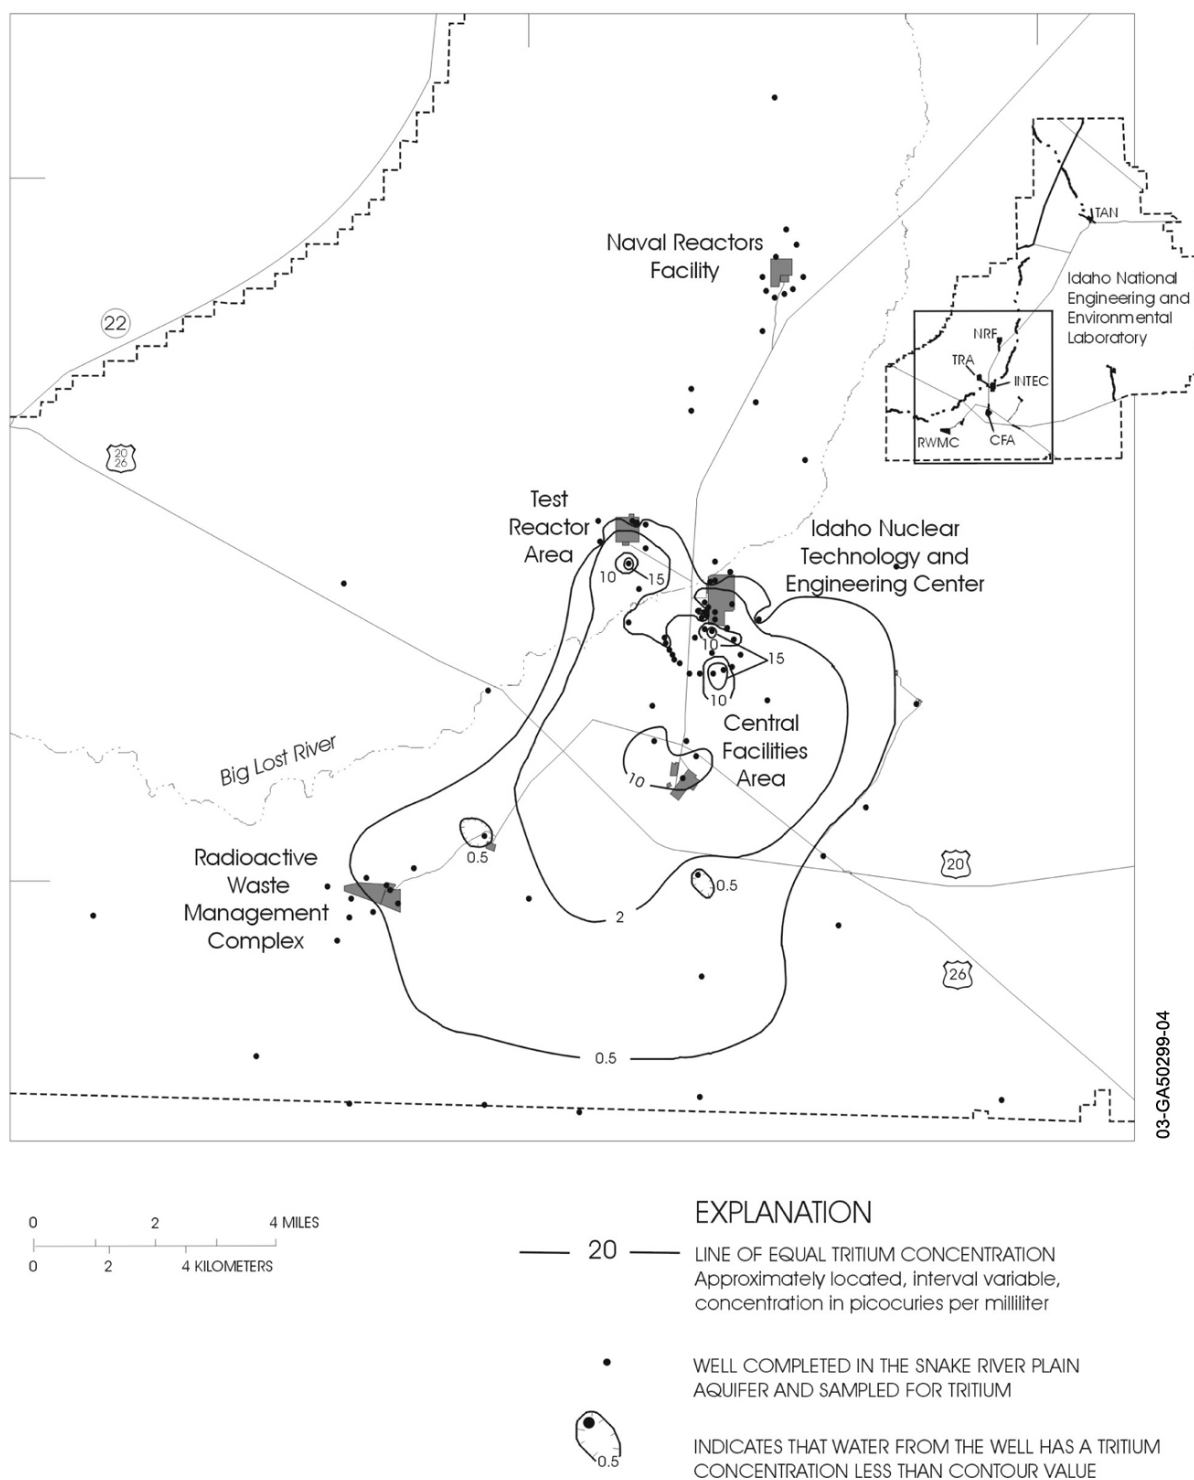 Naval Reactors
Facility
22
20
26
TAN
Idaho National
Engineering and
Environmental
Laboratory
NRF
TRA
INTEC
RWMC
CFA
Test
Reactor
Area
Idaho Nuclear
Technology and
Engineering Center
10
15
10
15
10
Central
Facilities
Area
10
Big Lost River
0.5
Radioactive
Waste
Management
Complex
20
0.5
2
26
0.5
03-GA50299-04
0 2 4 MILES
0 2 4 KILOMETERS
EXPLANATION
20
LINE OF EQUAL TRITIUM CONCENTRATION
Approximately located, interval variable,
concentration in picocuries per milliliter
WELL COMPLETED IN THE SNAKE RIVER PLAIN
AQUIFER AND SAMPLED FOR TRITIUM
0.5
INDICATES THAT WATER FROM THE WELL HAS A TRITIUM
CONCENTRATION LESS THAN CONTOUR VALUE